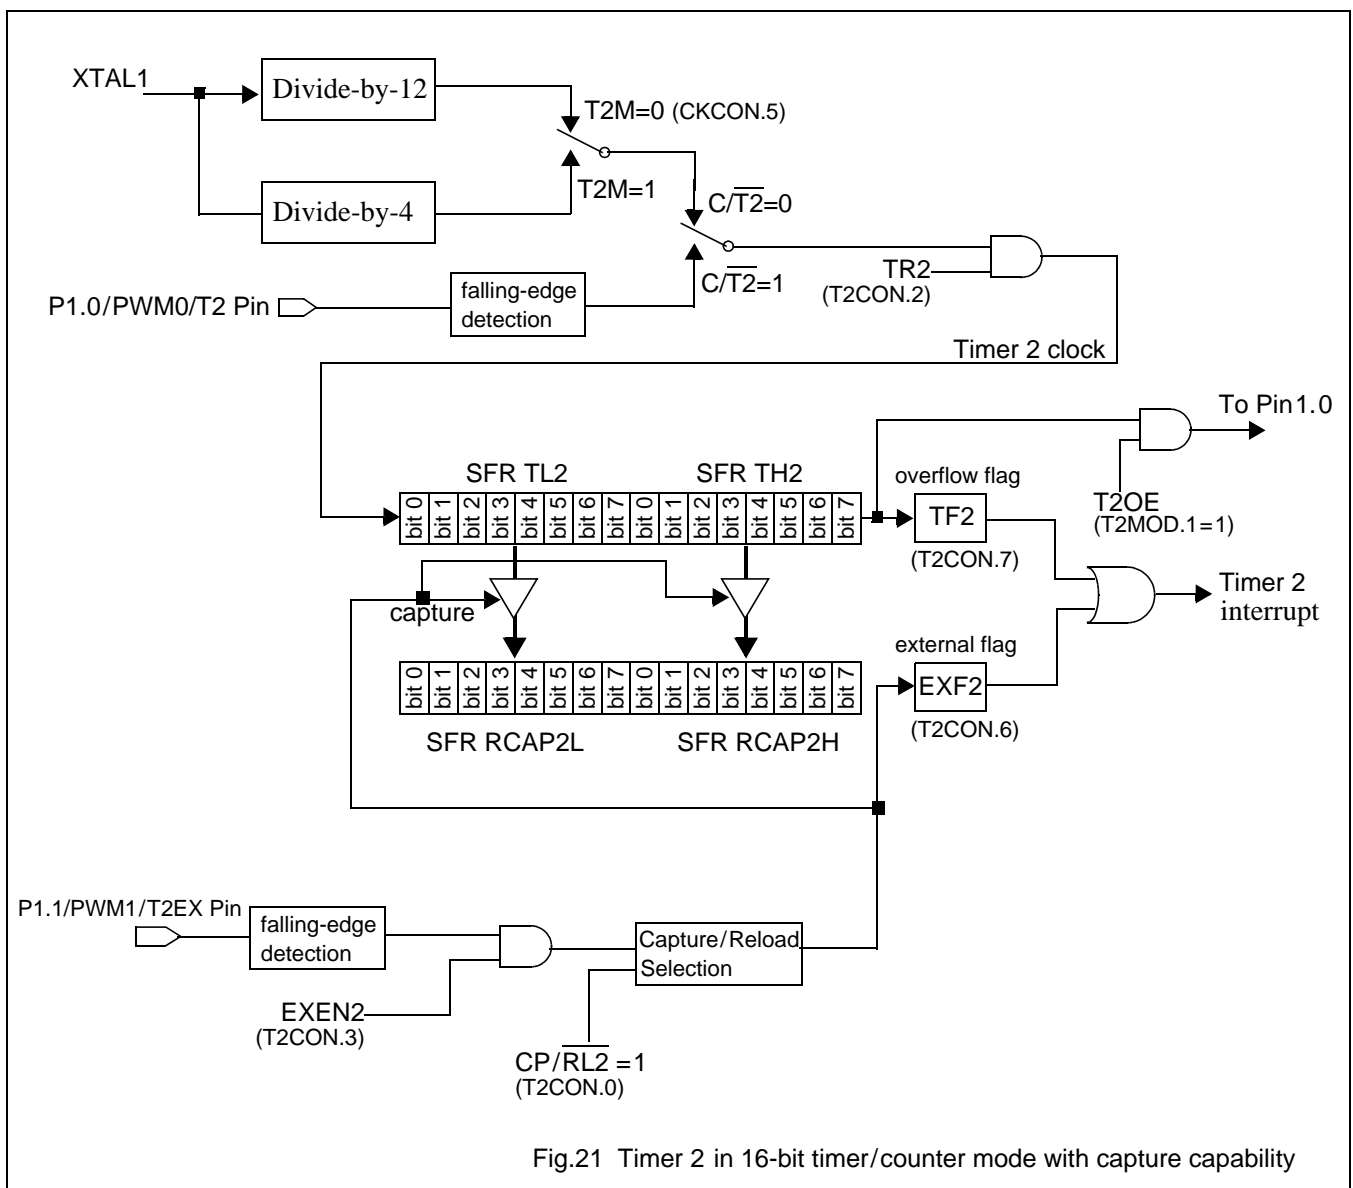 XTAL1
Divide-by-12
T2M=0 (CKCON.5)
T2M=1
Divide-by-4
C/T2=0
C/T2=1
TR2
(T2CON.2)
P1.0/PWM0/T2 Pin
falling-edge
detection
Timer 2 clock
To Pin1.0
SFR TL2
SFR TH2
overflow flag
bit 0 bit 1 bit 2 bit 3 bit 4 bit 5 bit 6 bit 7 bit 0 bit 1 bit 2 bit 3 bit 4 bit 5 bit 6 bit 7
TF2
(T2CON.7)
T2OE
(T2MOD.1=1)
capture
Timer 2
interrupt
external flag
bit 0 bit 1 bit 2 bit 3 bit 4 bit 5 bit 6 bit 7 bit 0 bit 1 bit 2 bit 3 bit 4 bit 5 bit 6 bit 7
EXF2
(T2CON.6)
SFR RCAP2L
SFR RCAP2H
P1.1/PWM1/T2EX Pin
falling-edge
detection
Capture/Reload
Selection
EXEN2
(T2CON.3)
CP/RL2 =1
(T2CON.0)
Fig.21 Timer 2 in 16-bit timer/counter mode with capture capability